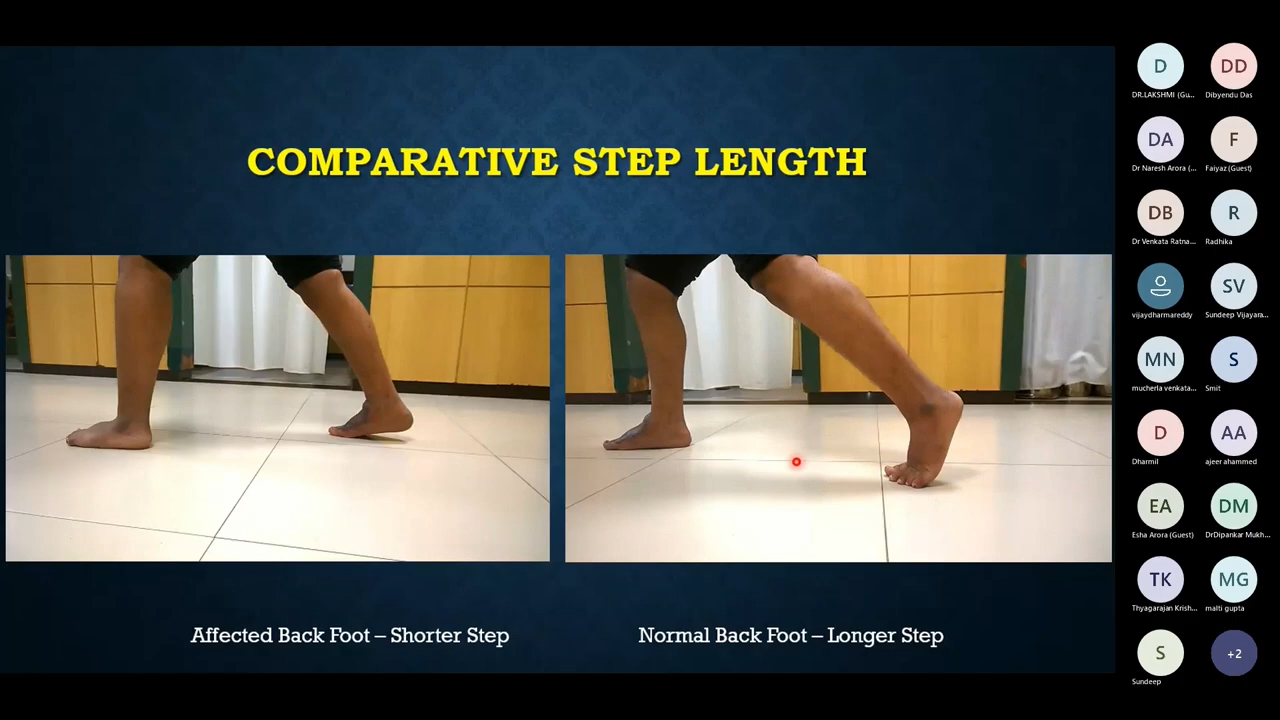 COMPARATIVE STEP LENGTH
Affected Back Foot – Shorter Step
Normal Back Foot – Longer Step
D
DR.LAKSHMI (Gu...
DD
Dibyendu Das
DA
Dr Naresh Arora (...
F
Faiyaz (Guest)
DB
Dr Venkata Ratna...
R
Radhika
vijaydharmareddy
SV
Sundeep Vijayara...
MN
mucherla venkata...
S
Smit
D
Dharmil
AA
ajeer ahammed
EA
Esha Arora (Guest)
DM
DrDipankar Mukh...
TK
Thyagarajan Krish...
MG
malti gupta
S
Sundeep
+2